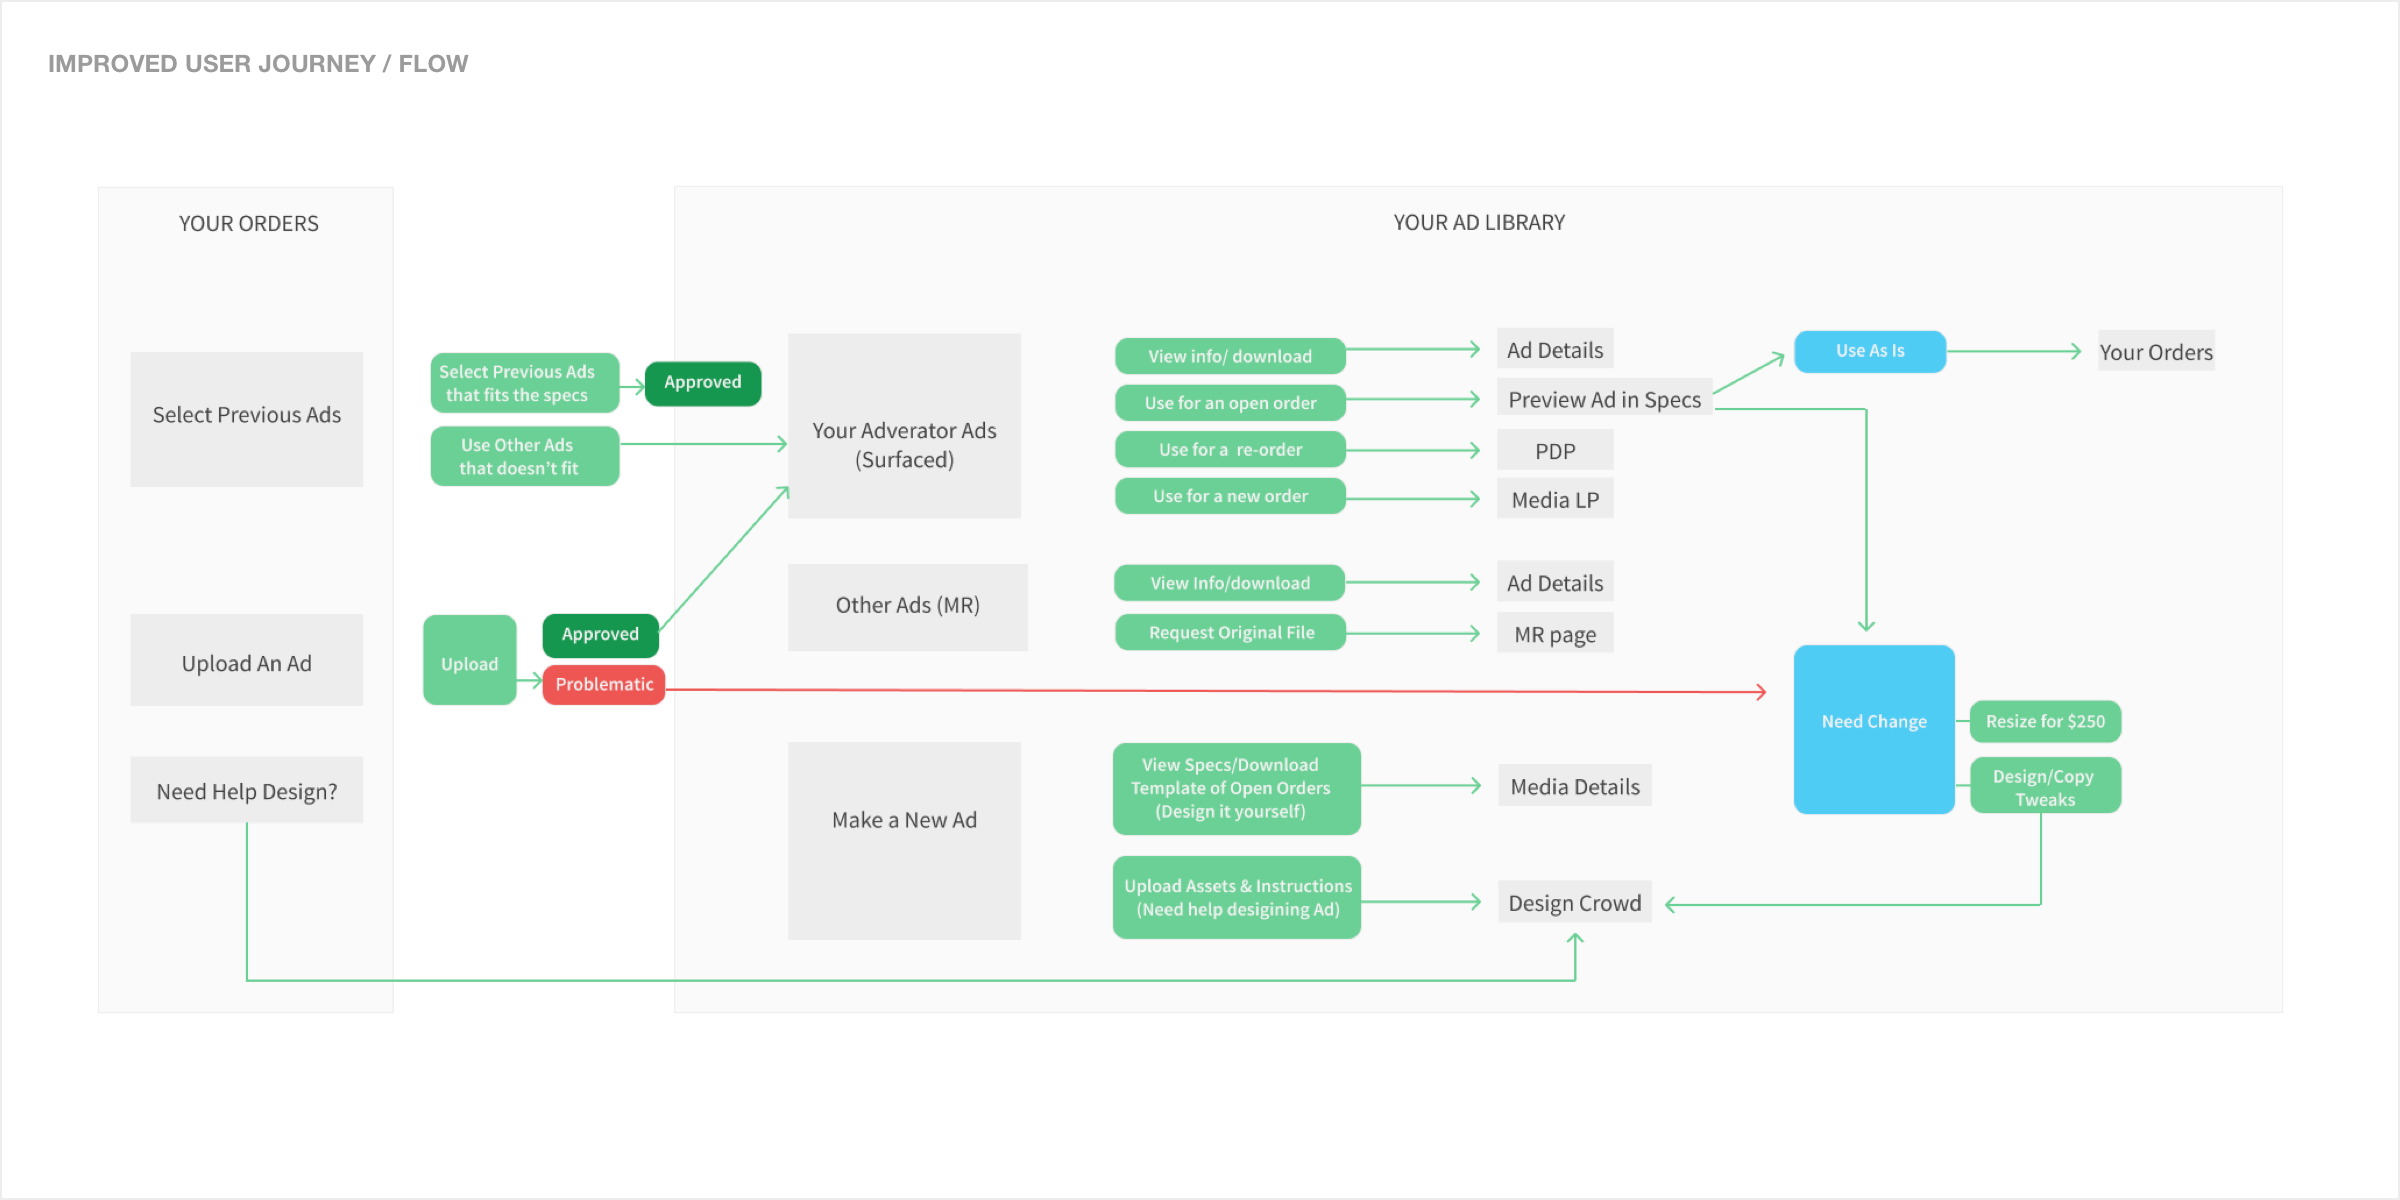 IMPROVED USER JOURNEY / FLOW
YOUR ORDERS
Select Previous Ads
Upload An Ad
Need Help Design?
Select Previous Ads
that fits the specs
Approved
Use Other Ads
that doesn't fit
Upload
Approved
Problematic
YOUR AD LIBRARY
Your Adverator Ads
(Surfaced)
View info/ download
Ad Details
Use for an open order
Preview Ad in Specs
Use for a re-order
PDP
Use for a new order
Media LP
Use As Is
Your Orders
Other Ads (MR)
View Info/download
Ad Details
Request Original File
MR page
Need Change
Resize for $250
Design/Copy
Tweaks
Make a New Ad
View Specs/Download
Template of Open Orders
(Design it yourself)
Media Details
Upload Assets & Instructions
(Need help desigining Ad)
Design Crowd